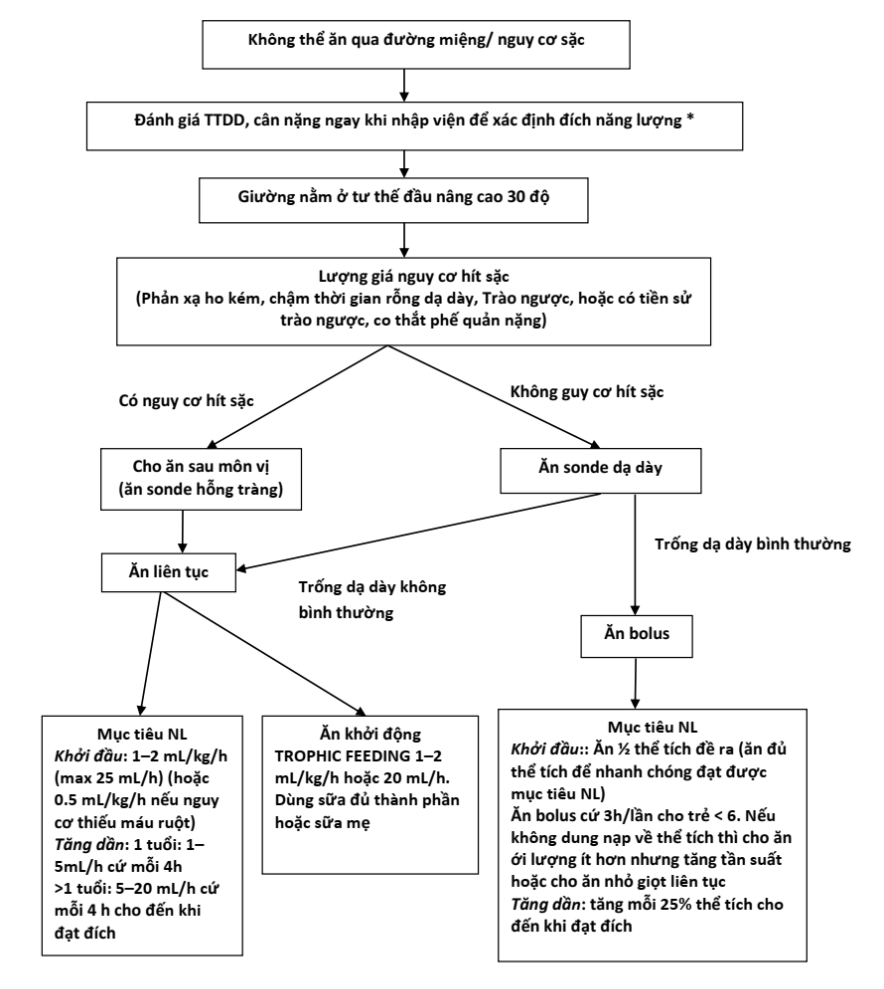 Không thể ăn qua đường miệng/ nguy cơ sặc
Đánh giá TTDD, cân nặng ngay khi nhập viện để xác định đích năng lượng *
Giường nằm ở tư thế đầu nâng cao 30 độ
Lượng giá nguy cơ hít sặc
(Phản xạ ho kém, chậm thời gian rỗng dạ dày, Trào ngược, hoặc có tiền sử
trào ngược, co thắt phế quản nặng)
Có nguy cơ hít sặc
Không guy cơ hít sặc
Cho ăn sau môn vị
(ăn sonde hỗng tràng)
Ăn sonde dạ dày
Ăn liên tục
Trống dạ dày không
bình thường
Trống dạ dày bình thường
Ăn bolus
Mục tiêu NL
Khởi đầu: 1–2 mL/kg/h
(max 25 mL/h) (hoặc
0.5 mL/kg/h nếu nguy
cơ thiếu máu ruột)
Tăng dần: 1 tuổi: 1–
5mL/h cứ mỗi 4h
>1 tuổi: 5–20 mL/h cứ
mỗi 4 h cho đến khi
đạt đích
Ăn khởi động
TROPHIC FEEDING 1–2
mL/kg/h hoặc 20 mL/h.
Dùng sữa đủ thành phần
hoặc sữa mẹ
Mục tiêu NL
Khởi đầu:: Ăn ½ thể tích đề ra (ăn đủ
thể tích để nhanh chóng đạt được
mục tiêu NL)
Ăn bolus cứ 3h/lần cho trẻ < 6. Nếu
không dung nạp về thể tích thì cho ăn
ới lượng ít hơn nhưng tăng tần suất
hoặc cho ăn nhỏ giọt liên tục
Tăng dần: tăng mỗi 25% thể tích cho
đến khi đạt đích